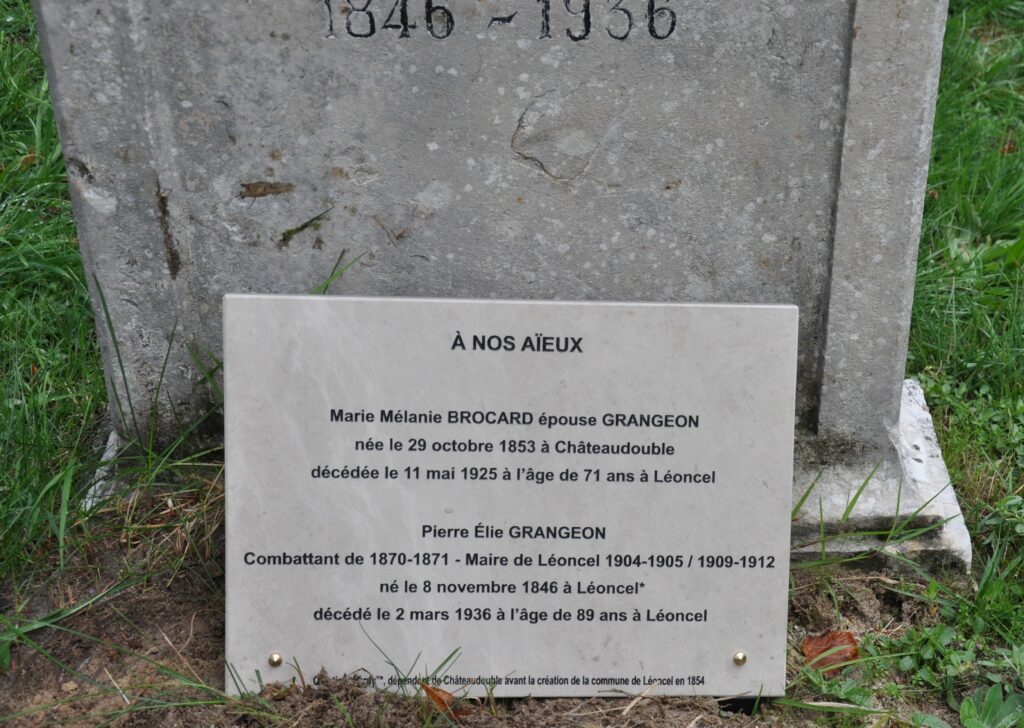 1846 - 1936
À NOS AÏEUX
Marie Mélanie BROCARD épouse GRANGEON
née le 29 octobre 1853 à Châteaudouble
décédée le 11 mai 1925 à l'âge de 71 ans à Léoncel
Pierre Élie GRANGEON
Combattant de 1870-1871 - Maire de Léoncel 1904-1905 / 1909-1912
né le 8 novembre 1846 à Léoncel*
décédé le 2 mars 1936 à l'âge de 89 ans à Léoncel
dépendent de Châteaudouble avant la création de la commune de Léoncel en 1854